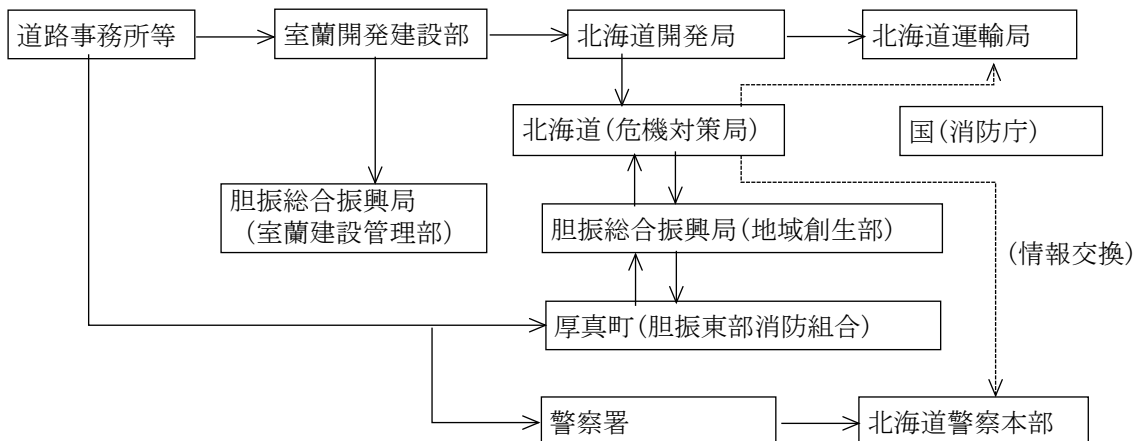 道路事務所等
室蘭開発建設部
北海道開発局
北海道運輸局
北海道(危機対策局)
国(消防庁)
胆振総合振興局
(室蘭建設管理部)
胆振総合振興局(地域創生部)
(情報交換)
厚真町(胆振東部消防組合)
警察署
北海道警察本部